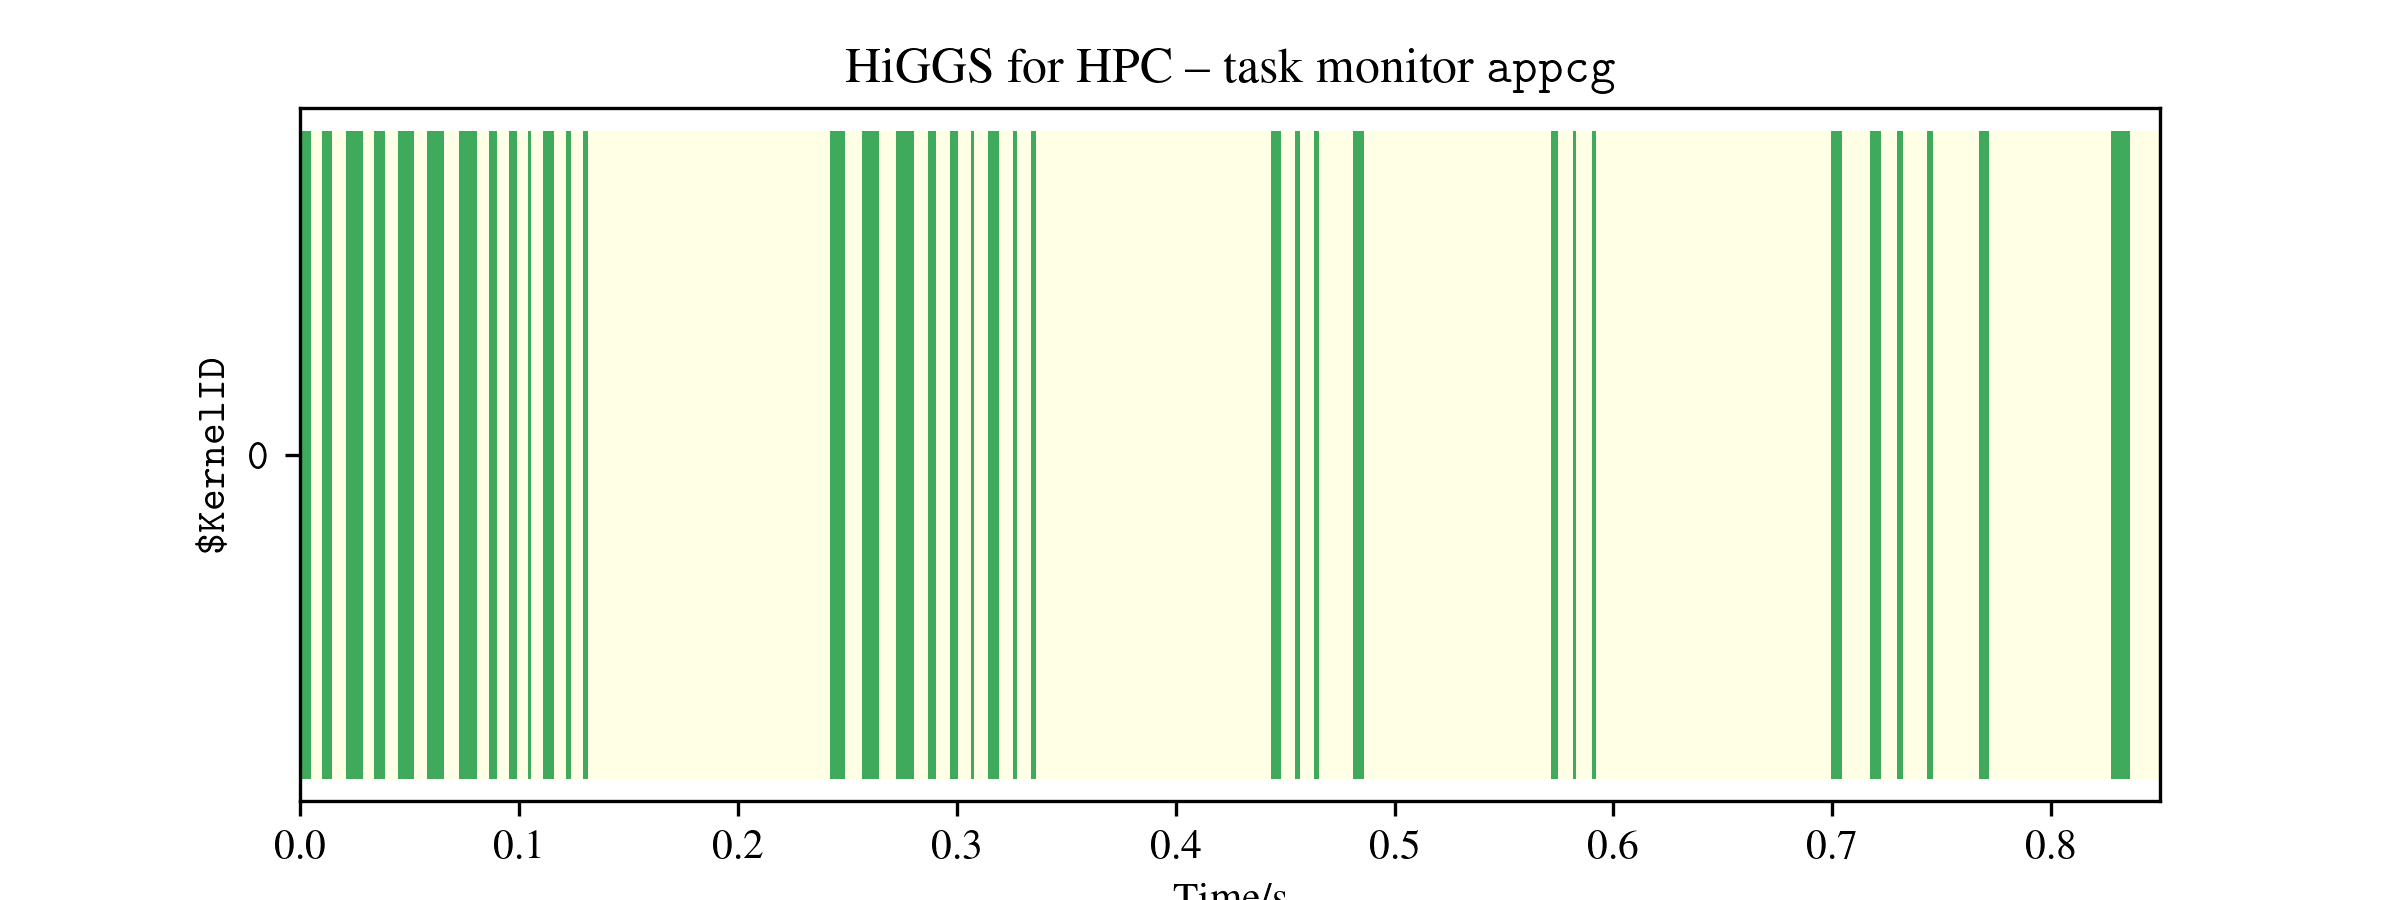 HiGGS for HPC – task monitor appcg
$KernelID
0
0.0 0.1 0.2 0.3 0.4 0.5 0.6 0.7 0.8
Time/s